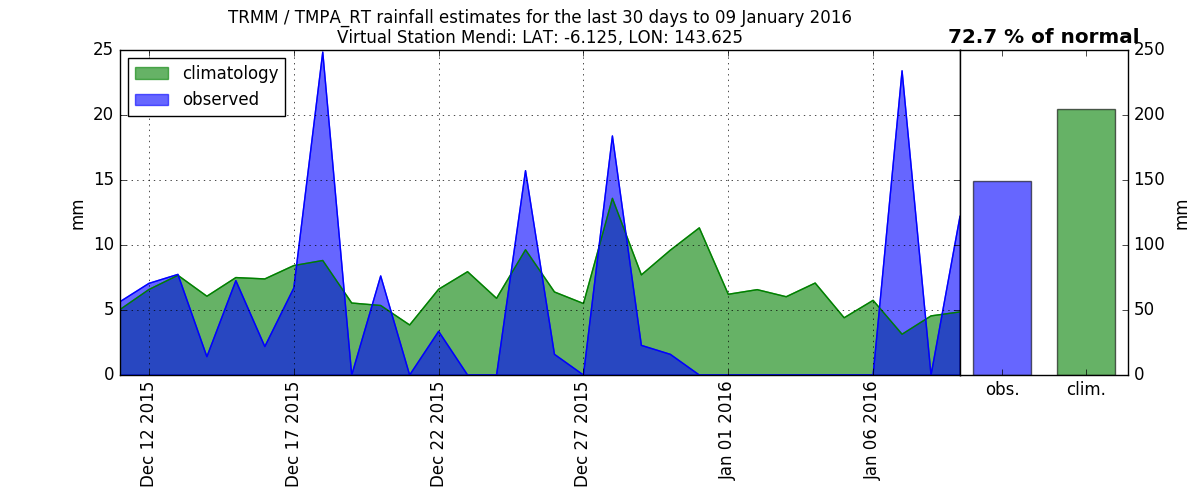 TRMM / TMPA_RT rainfall estimates for the last 30 days to 09 January 2016
Virtual Station Mendi: LAT: -6.125, LON: 143.625
72.7 % of normal
climatology
observed
mm
25
20
15
10
5
0
Dec 12 2015
Dec 17 2015
Dec 22 2015
Dec 27 2015
Jan 01 2016
Jan 06 2016
obs.
clim.
250
200
150
100
50
0
mm